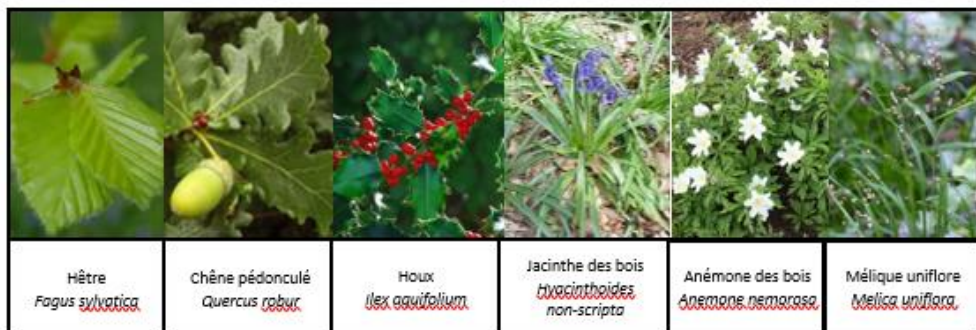 Hêtre
Fagus sylvatica
Chêne pédonculé
Quercus robur
Houx
Ilex aquifolium
Jacinthe des bois
Hyacinthoides
non-scripta
Anémone des bois
Anemone nemorosa
Mélique uniflore
Melica uniflora